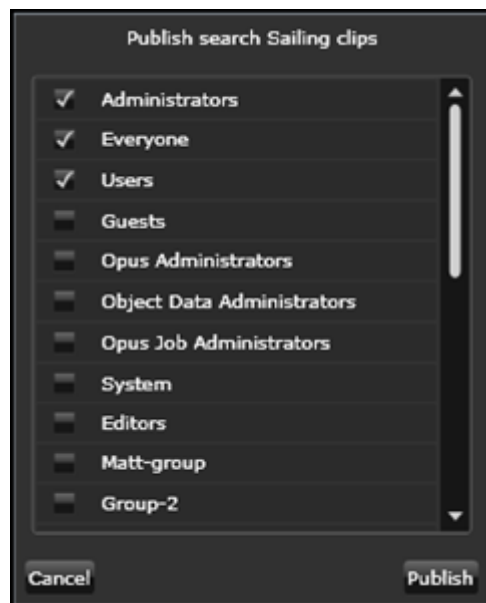 Publish search Sailing clips
Administrators
Everyone
Users
Guests
Opus Administrators
Object Data Administrators
Opus Job Administrators
System
Editors
Matt-group
Group-2
Cancel
Publish